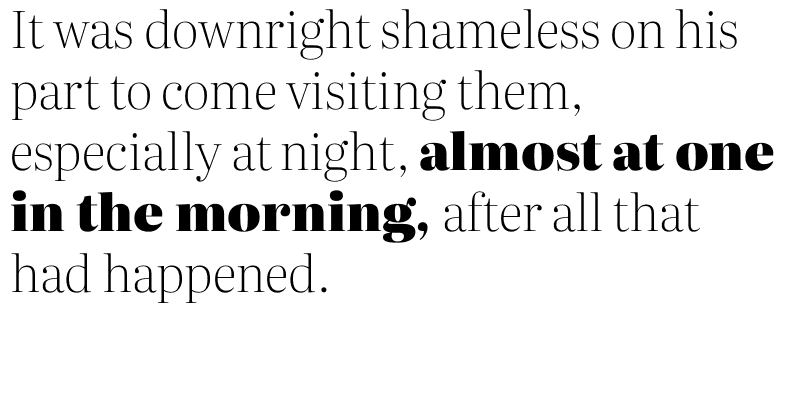 It was downright shameless on his
part to come visiting them,
especially at night, almost at one
in the morning, after all that
had happened.